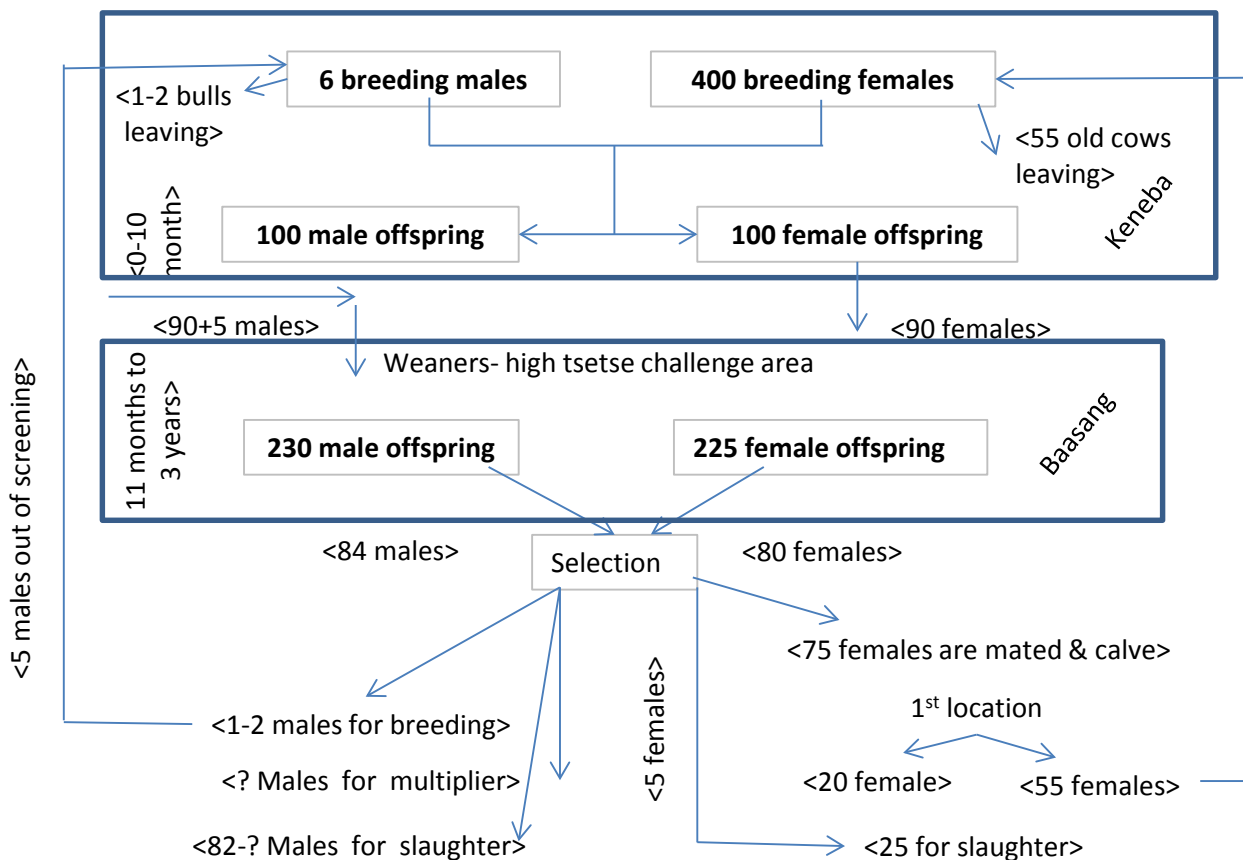 6 breeding males
400 breeding females
<1-2 bulls
leaving>
<55 old cows
leaving>
Keneba
<0-10
month>
100 male offspring
100 female offspring
<90+5 males>
<90 females>
<5 males out of screening>
Weaners- high tsetse challenge area
11 months to
3 years>
230 male offspring
225 female offspring
Baasang
<84 males>
Selection
<80 females>
<75 females are mated & calve>
<5 females>
<1-2 males for breeding>
1st location
<? Males for multiplier>
<20 female>
<55 females>
<82-? Males for slaughter>
<25 for slaughter>